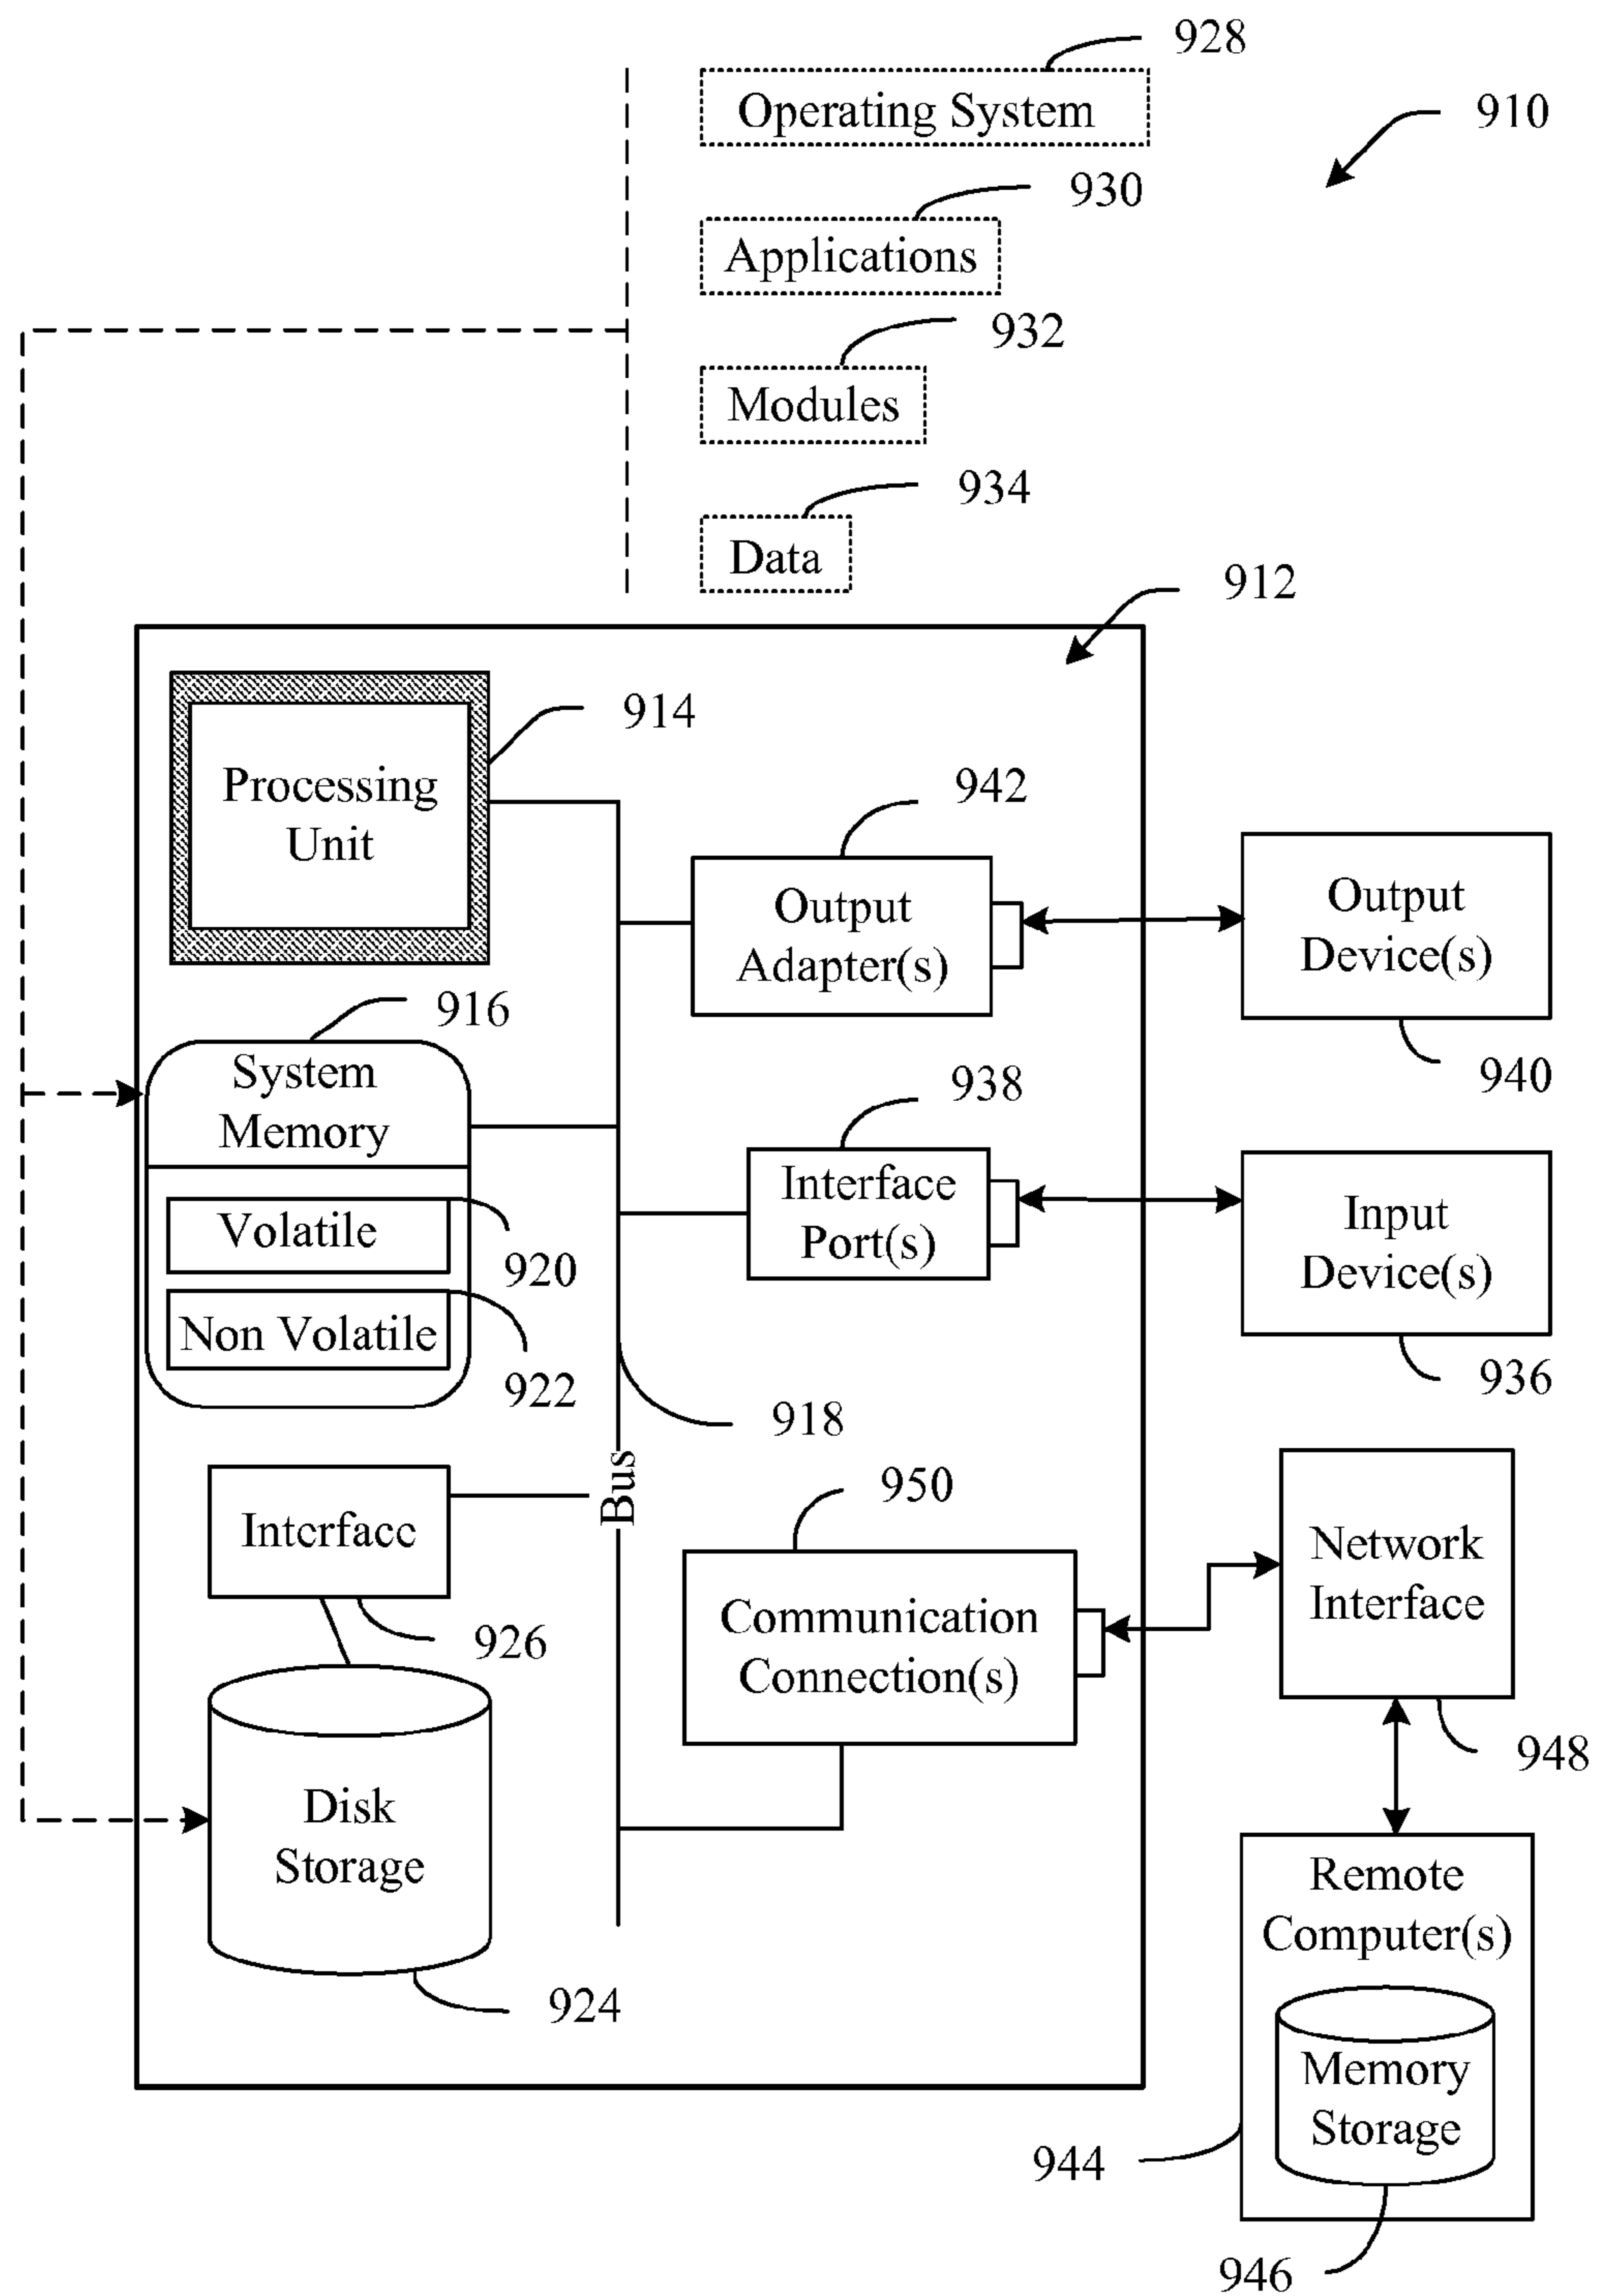 928
Operating System
910
930
Applications
932
Modules
934
Data
912
914
Processing
Unit
942
Output
Adapter(s)
Output
Device(s)
940
916
System
Memory
938
Interface
Port(s)
Input
Device(s)
936
Volatile
920
Non Volatile
922
918
Bus
Interface
926
950
Communication
Connection(s)
Network
Interface
948
Disk
Storage
924
Remote
Computer(s)
Memory
Storage
944
946